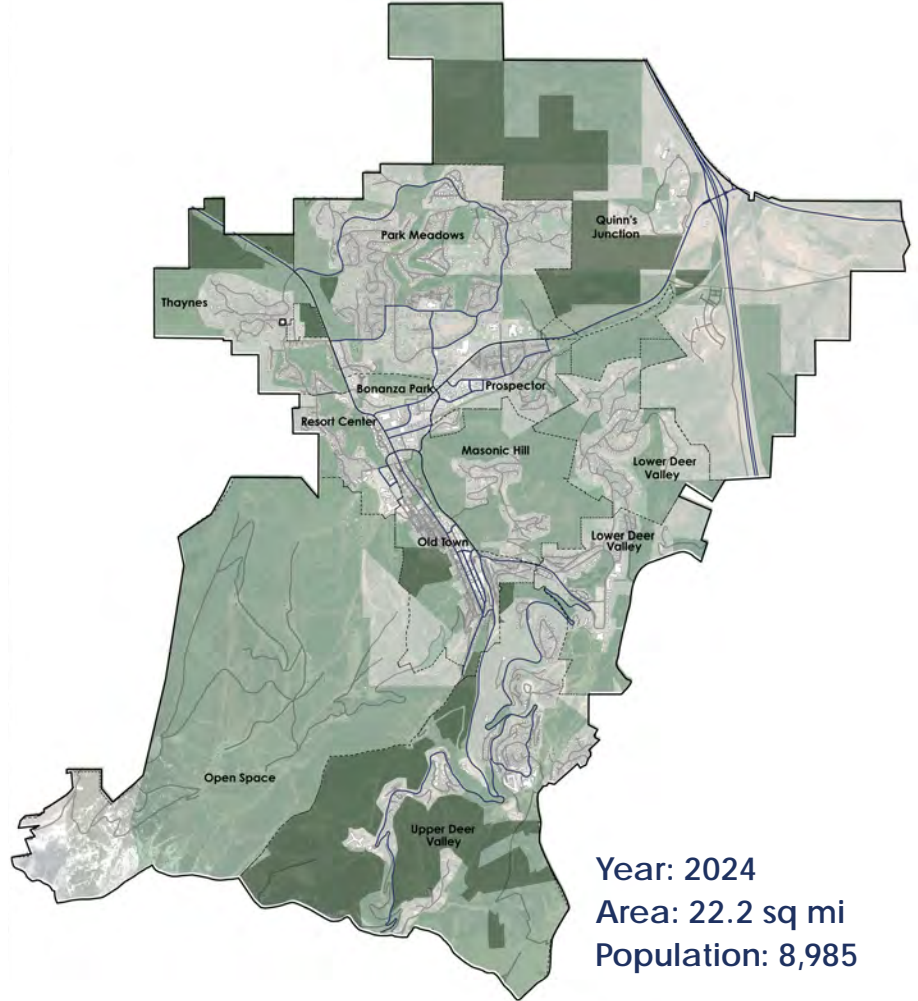 Park Meadows
Quinn's
Junction
Thaynes
Bonanza Park
Prospector
Resort Center
Masonic Hill
Lower Deer
Valley
Old Town
Lower Deer
Valley
Open Space
Upper Deer
Valley
Year: 2024
Area: 22.2 sq mi
Population: 8,985